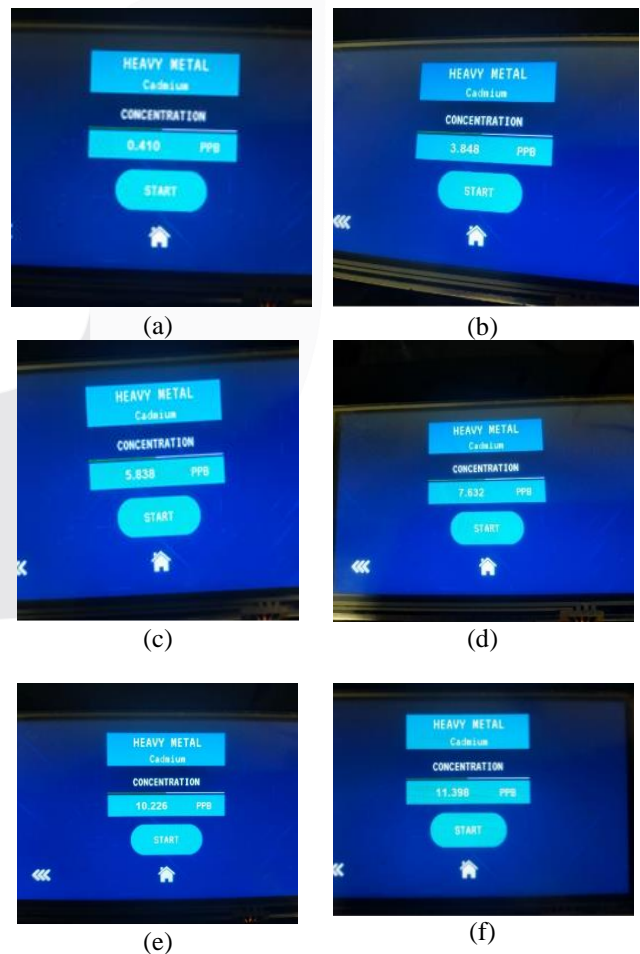 HEAVY METAL
Cadmium
CONCENTRATION
0.410 PPB
START
(a)
HEAVY METAL
Cadmium
CONCENTRATION
3.848 PPB
START
(b)
HEAVY METAL
Cadmium
CONCENTRATION
5.838 PPB
START
(c)
HEAVY METAL
Cadmium
CONCENTRATION
7.632 PPB
START
(d)
HEAVY METAL
Cadmium
CONCENTRATION
10.226 PPB
START
(e)
HEAVY METAL
Cadmium
CONCENTRATION
11.398 PPB
START
(f)